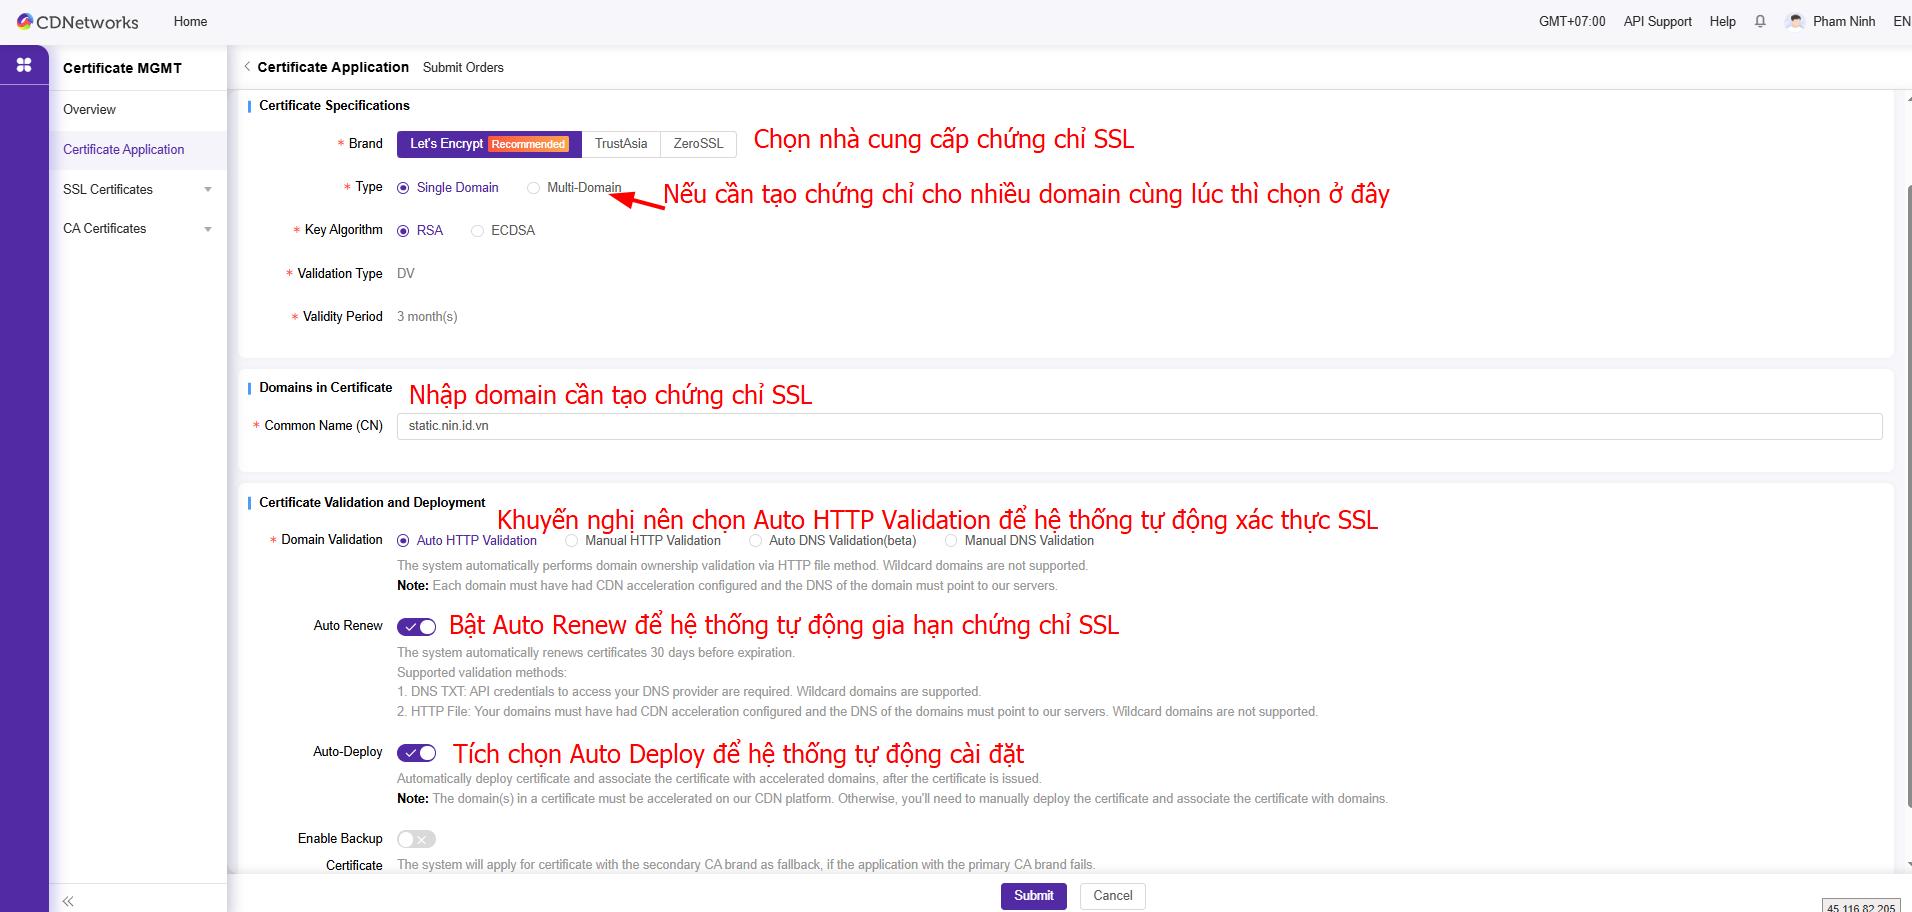 CDNetworks
Home
GMT+07:00
API Support
Help
Pham Ninh
EN
Certificate MGMT
Overview
Certificate Application
SSL Certificates
CA Certificates
Certificate Application
Submit Orders
Certificate Specifications
* Brand
Let's Encrypt
Recommended
TrustAsia
ZeroSSL
Chọn nhà cung cấp chứng chỉ SSL
* Type
Single Domain
Multi-Domain
Nếu cần tạo chứng chỉ cho nhiều domain cùng lúc thì chọn ở đây
* Key Algorithm
RSA
ECDSA
* Validation Type
DV
* Validity Period
3 month(s)
Domains in Certificate
Nhập domain cần tạo chứng chỉ SSL
* Common Name (CN)
static.nin.id.vn
Certificate Validation and Deployment
Khuyến nghị nên chọn Auto HTTP Validation để hệ thống tự động xác thực SSL
* Domain Validation
Auto HTTP Validation
Manual HTTP Validation
Auto DNS Validation(beta)
Manual DNS Validation
The system automatically performs domain ownership validation via HTTP file method. Wildcard domains are not supported.
Note: Each domain must have had CDN acceleration configured and the DNS of the domain must point to our servers.
Auto Renew
Bật Auto Renew để hệ thống tự động gia hạn chứng chỉ SSL
The system automatically renews certificates 30 days before expiration.
Supported validation methods:
1. DNS TXT: API credentials to access your DNS provider are required. Wildcard domains are supported.
2. HTTP File: Your domains must have had CDN acceleration configured and the DNS of the domains must point to our servers. Wildcard domains are not supported.
Auto-Deploy
Tích chọn Auto Deploy để hệ thống tự động cài đặt
Automatically deploy certificate and associate the certificate with accelerated domains, after the certificate is issued.
Note: The domain(s) in a certificate must be accelerated on our CDN platform. Otherwise, you'll need to manually deploy the certificate and associate the certificate with domains.
Enable Backup
Certificate
The system will apply for certificate with the secondary CA brand as fallback, if the application with the primary CA brand fails.
Submit
Cancel
45.116.82.205